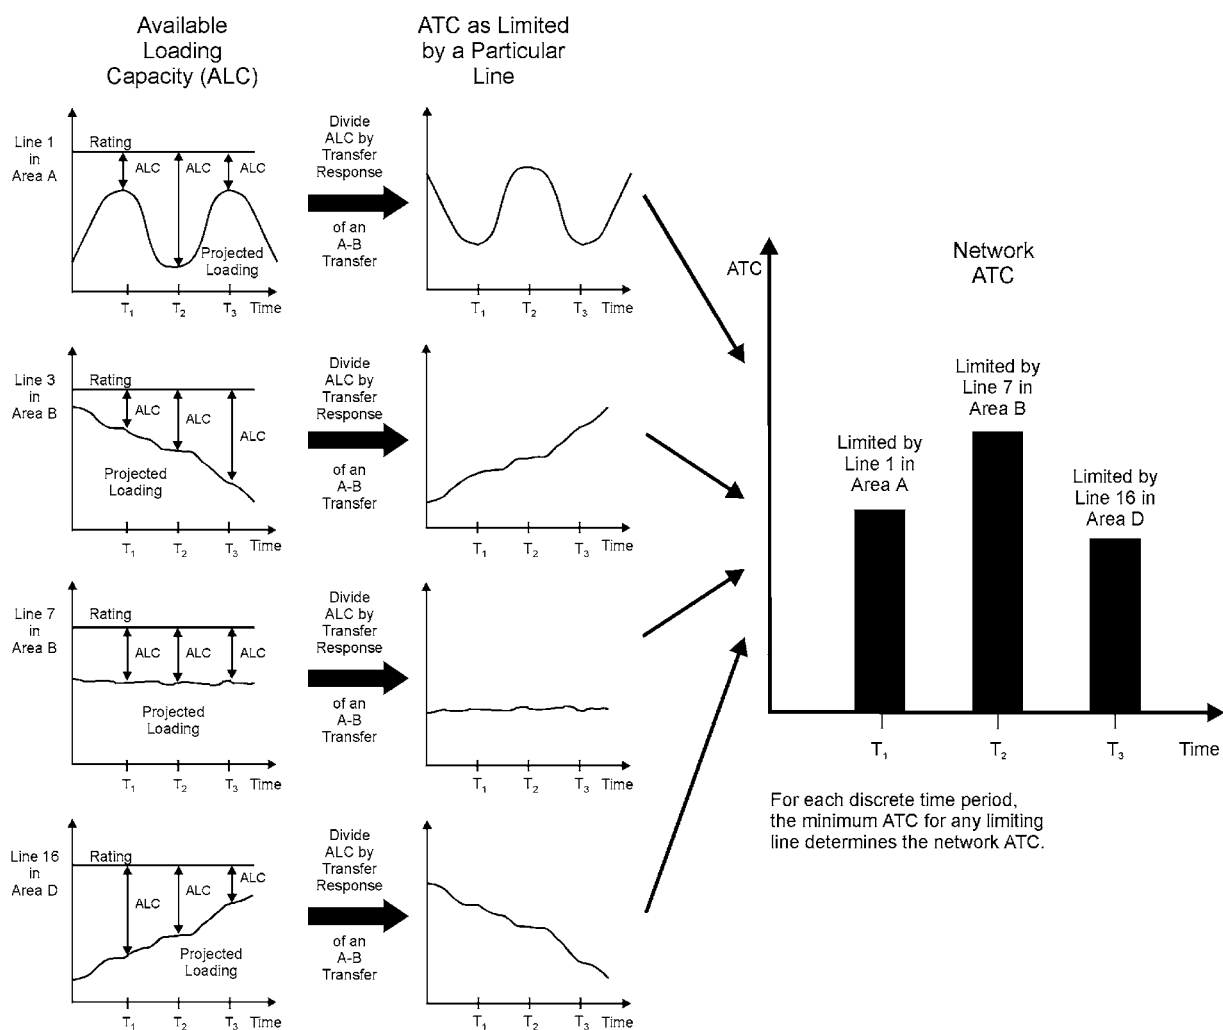 Available
Loading
Capacity (ALC)
ATC as Limited
by a Particular
Line
Line 1
in
Area A
Rating
ALC
ALC
ALC
Projected
Loading
T1
T2
T3
Time
Divide
ALC by
Transfer
Response
of an
A-B
Transfer
T1
T2
T3
Time
Line 3
in
Area B
Rating
ALC
ALC
ALC
Projected
Loading
T1
T2
T3
Time
Divide
ALC by
Transfer
Response
of an
A-B
Transfer
T1
T2
T3
Time
Line 7
in
Area B
Rating
ALC
ALC
ALC
Projected
Loading
T1
T2
T3
Time
Divide
ALC by
Transfer
Response
of an
A-B
Transfer
T1
T2
T3
Time
Line 16
in
Area D
Rating
ALC
ALC
ALC
Projected
Loading
T1
T2
T3
Time
Divide
ALC by
Transfer
Response
of an
A-B
Transfer
T1
T2
T3
Time
ATC
Network
ATC
Limited by
Line 1 in
Area A
Limited by
Line 7 in
Area B
Limited by
Line 16 in
Area D
T1
T2
T3
Time
For each discrete time period,
the minimum ATC for any limiting
line determines the network ATC.